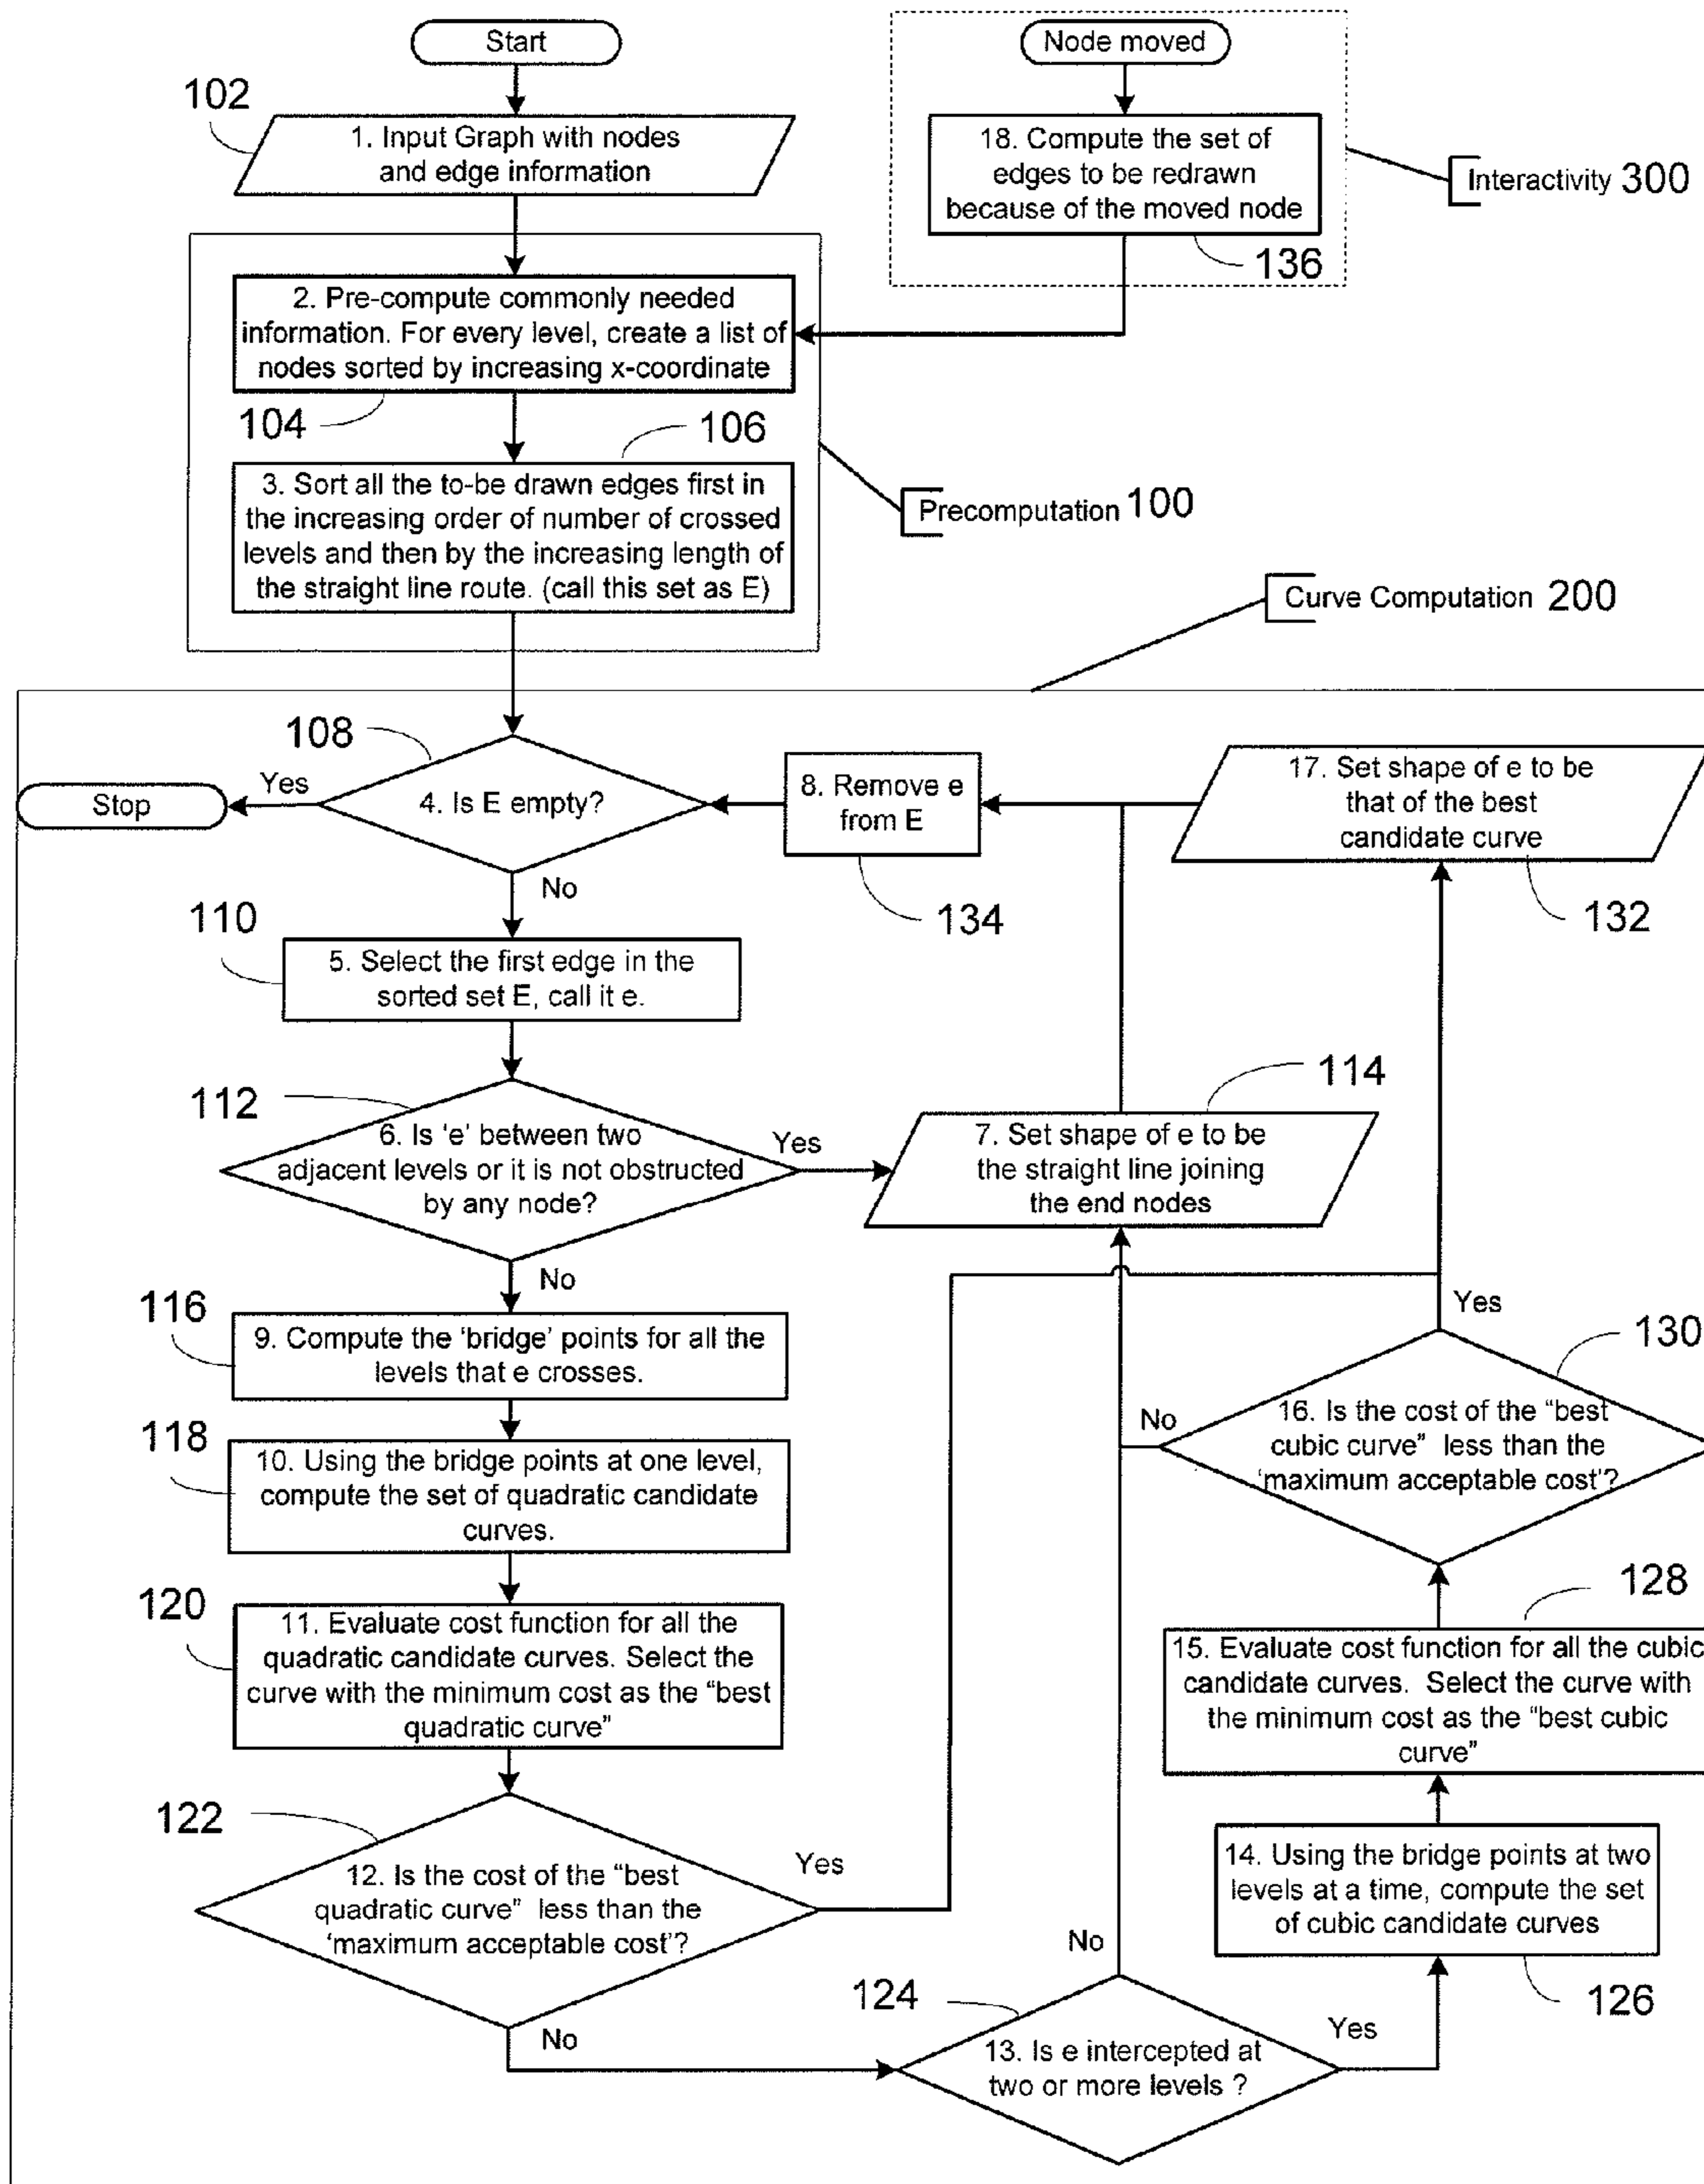 Start
Node moved
102
1. Input Graph with nodes
and edge information
18. Compute the set of
edges to be redrawn
because of the moved node
Interactivity 300
136
2. Pre-compute commonly needed
information. For every level, create a list of
nodes sorted by increasing x-coordinate
104
106
3. Sort all the to-be drawn edges first in
the increasing order of number of crossed
levels and then by the increasing length of
the straight line route. (call this set as E)
Precomputation 100
Curve Computation 200
108
Yes
Stop
4. Is E empty?
8. Remove e
from E
17. Set shape of e to be
that of the best
candidate curve
No
134
132
110
5. Select the first edge in the
sorted set E, call it e.
112
114
6. Is 'e' between two
adjacent levels or it is not obstructed
by any node?
Yes
7. Set shape of e to be
the straight line joining
the end nodes
No
116
9. Compute the 'bridge' points for all the
levels that e crosses.
Yes
130
16. Is the cost of the "best
cubic curve" less than the
'maximum acceptable cost'?
No
118
10. Using the bridge points at one level,
compute the set of quadratic candidate
curves.
120
11. Evaluate cost function for all the
quadratic candidate curves. Select the
curve with the minimum cost as the "best
quadratic curve"
128
15. Evaluate cost function for all the cubic
candidate curves. Select the curve with
the minimum cost as the "best cubic
curve"
122
12. Is the cost of the "best
quadratic curve" less than the
'maximum acceptable cost'?
Yes
14. Using the bridge points at two
levels at a time, compute the set
of cubic candidate curves
126
No
No
124
13. Is e intercepted at
two or more levels ?
Yes